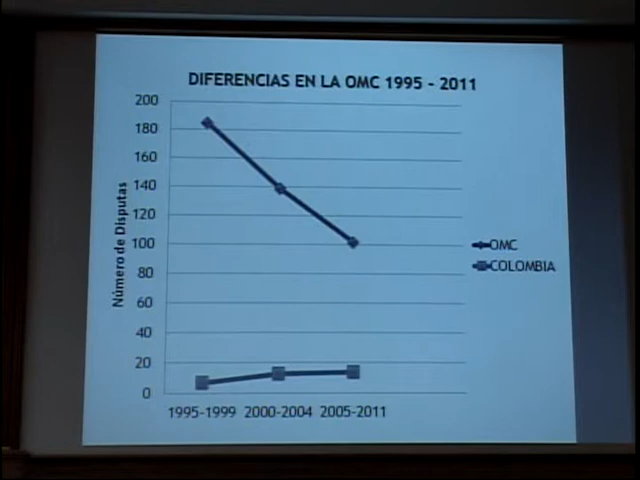 DIFERENCIAS EN LA OMC 1995 - 2011
Número de Disputas
200
180
160
140
120
100
80
60
40
20
0
1995-1999 2000-2004 2005-2011
OMC
COLOMBIA